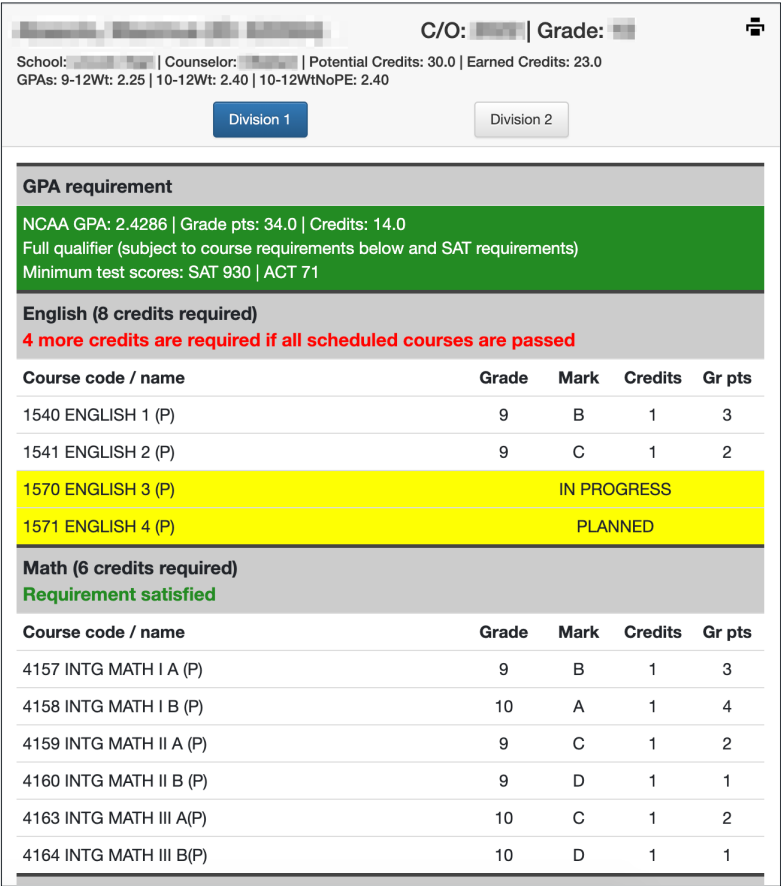 C/O: | Grade:
School: | Counselor: | Potential Credits: 30.0 | Earned Credits: 23.0
GPAs: 9-12Wt: 2.25 | 10-12Wt: 2.40 | 10-12WtNoPE: 2.40
Division 1 Division 2
GPA requirement
NCAA GPA: 2.4286 | Grade pts: 34.0 | Credits: 14.0
Full qualifier (subject to course requirements below and SAT requirements)
Minimum test scores: SAT 930 | ACT 71
English (8 credits required)
4 more credits are required if all scheduled courses are passed
Course code / name Grade Mark Credits Gr pts
1540 ENGLISH 1 (P) 9 B 1 3
1541 ENGLISH 2 (P) 9 C 1 2
1570 ENGLISH 3 (P) IN PROGRESS
1571 ENGLISH 4 (P) PLANNED
Math (6 credits required)
Requirement satisfied
Course code / name Grade Mark Credits Gr pts
4157 INTG MATH I A (P) 9 B 1 3
4158 INTG MATH I B (P) 10 A 1 4
4159 INTG MATH II A (P) 9 C 1 2
4160 INTG MATH II B (P) 9 D 1 1
4163 INTG MATH III A(P) 10 C 1 2
4164 INTG MATH III B(P) 10 D 1 1